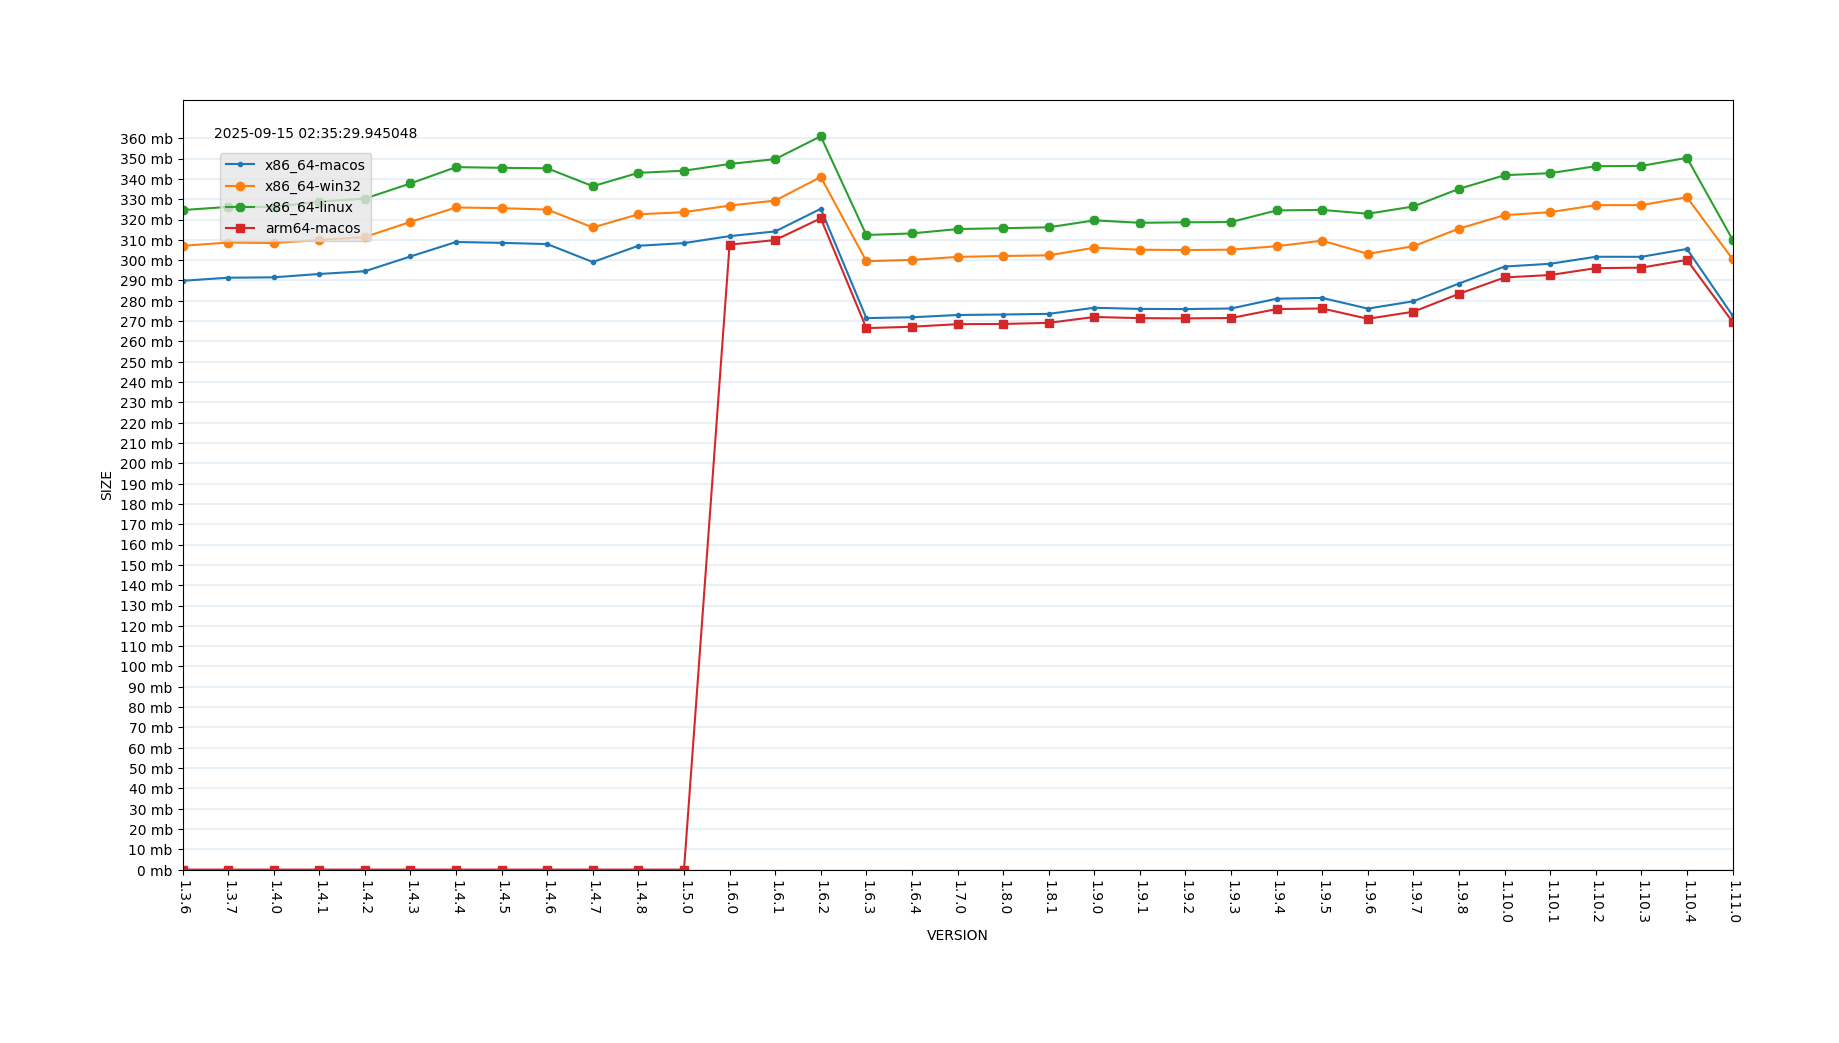 2025-09-15 02:35:29.945048
x86_64-macos
x86_64-win32
x86_64-linux
arm64-macos
360 mb
350 mb
340 mb
330 mb
320 mb
310 mb
300 mb
290 mb
280 mb
270 mb
260 mb
250 mb
240 mb
230 mb
220 mb
210 mb
200 mb
190 mb
180 mb
170 mb
160 mb
150 mb
140 mb
130 mb
120 mb
110 mb
100 mb
90 mb
80 mb
70 mb
60 mb
50 mb
40 mb
30 mb
20 mb
10 mb
0 mb
SIZE
1.3.6
1.3.7
1.4.0
1.4.1
1.4.2
1.4.3
1.4.4
1.4.5
1.4.6
1.4.7
1.4.8
1.5.0
1.6.0
1.6.1
1.6.2
1.6.3
1.6.4
1.7.0
1.8.0
1.8.1
1.9.0
1.9.1
1.9.2
1.9.3
1.9.4
1.9.5
1.9.6
1.9.7
1.9.8
1.10.0
1.10.1
1.10.2
1.10.3
1.10.4
1.11.0
VERSION